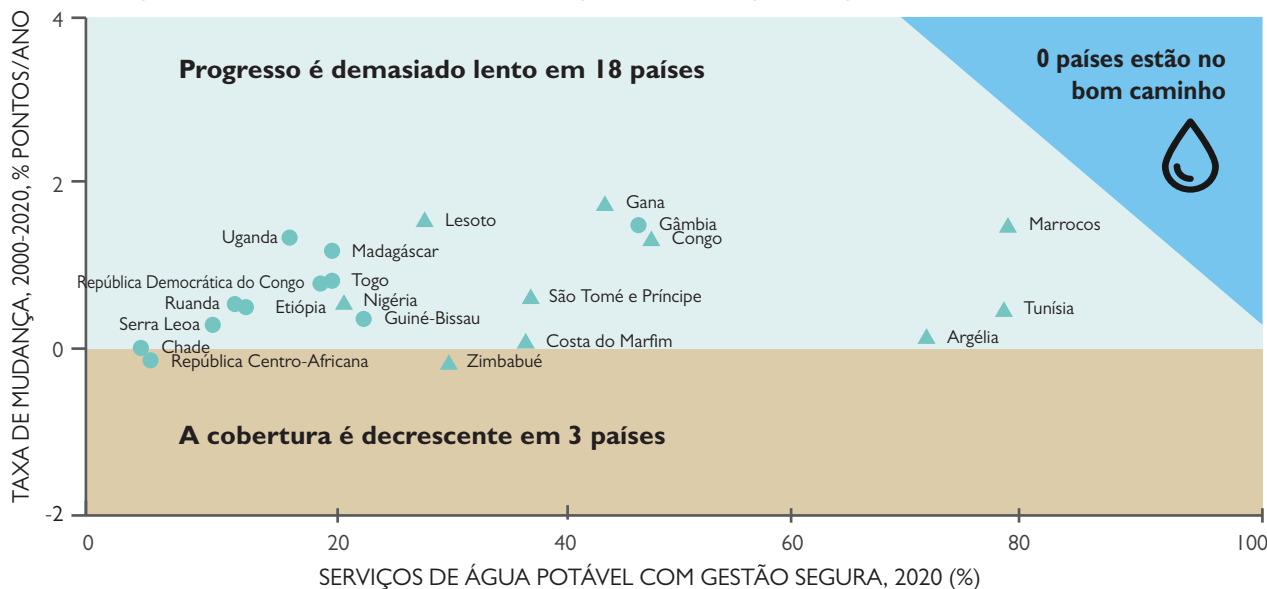 TAXA DE MUDANÇA, 2000-2020, % PONTOS/ANO
4
2
0
-2
Progresso é demasiado lento em 18 países
0 países estão no
bom caminho
Gana
Lesoto
Gâmbia
Marrocos
Uganda
Congo
Madagáscar
República Democrática do Congo
Togo
São Tomé e Príncipe
Ruanda
Etiópia
Nigéria
Tunísia
Serra Leoa
Guiné-Bissau
Argélia
Costa do Marfim
Chade
República Centro-Africana
Zimbabué
A cobertura é decrescente em 3 países
0
20
40
60
80
100
SERVIÇOS DE ÁGUA POTÁVEL COM GESTÃO SEGURA, 2020 (%)